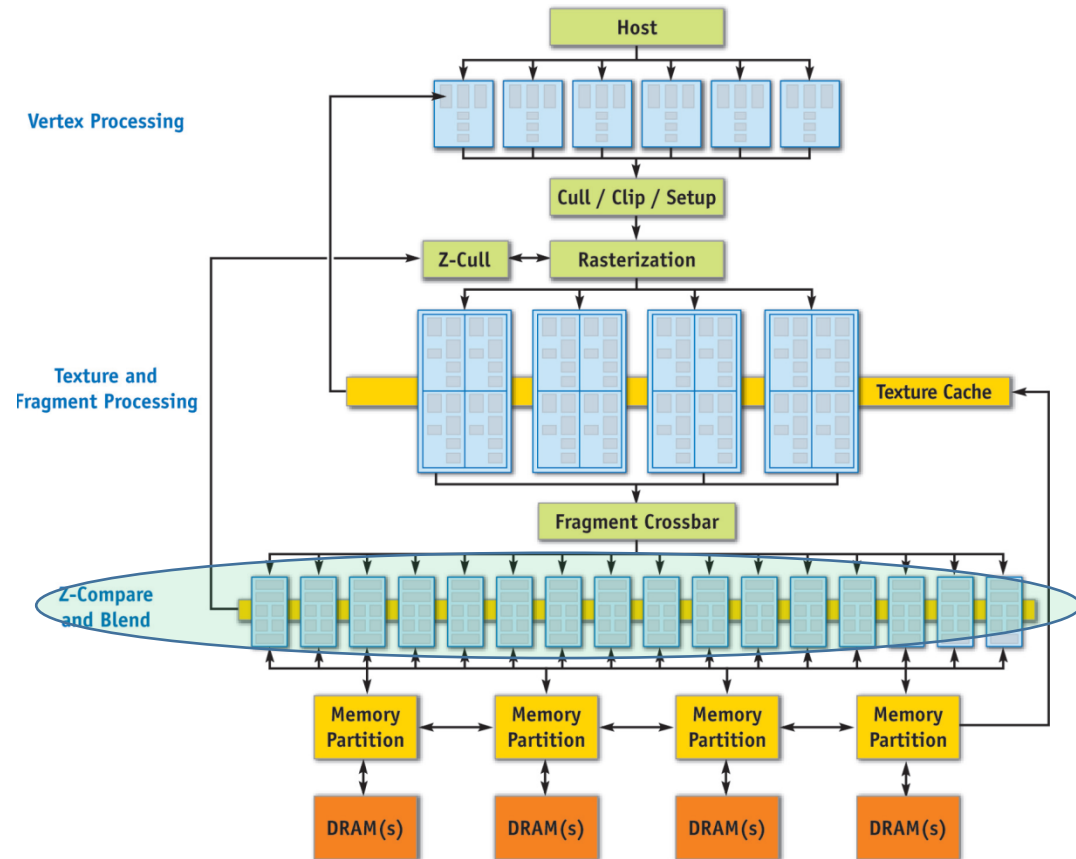 Host
Vertex Processing
Cull / Clip / Setup
Z-Cull
Rasterization
Texture and
Fragment Processing
Texture Cache
Fragment Crossbar
Z-Compare
and Blend
Memory
Partition
Memory
Partition
Memory
Partition
Memory
Partition
DRAM(s)
DRAM(s)
DRAM(s)
DRAM(s)